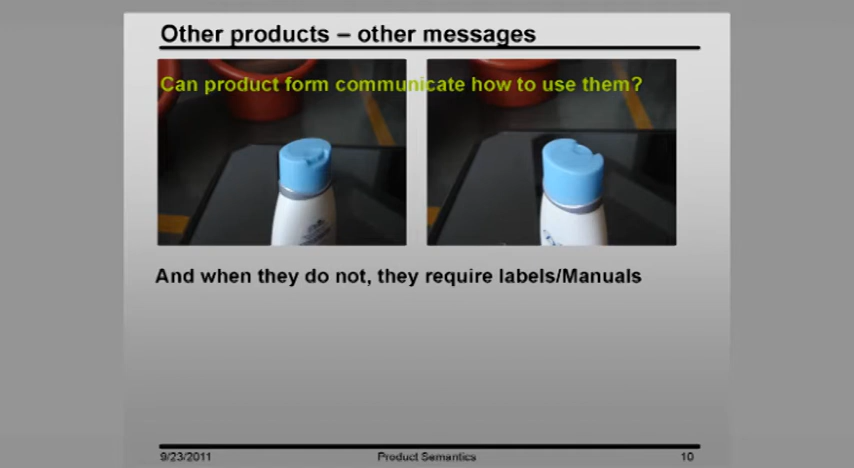 Other products – other messages
Can product form communicate how to use them?
And when they do not, they require labels/Manuals
9/23/2011
Product Semantics
10